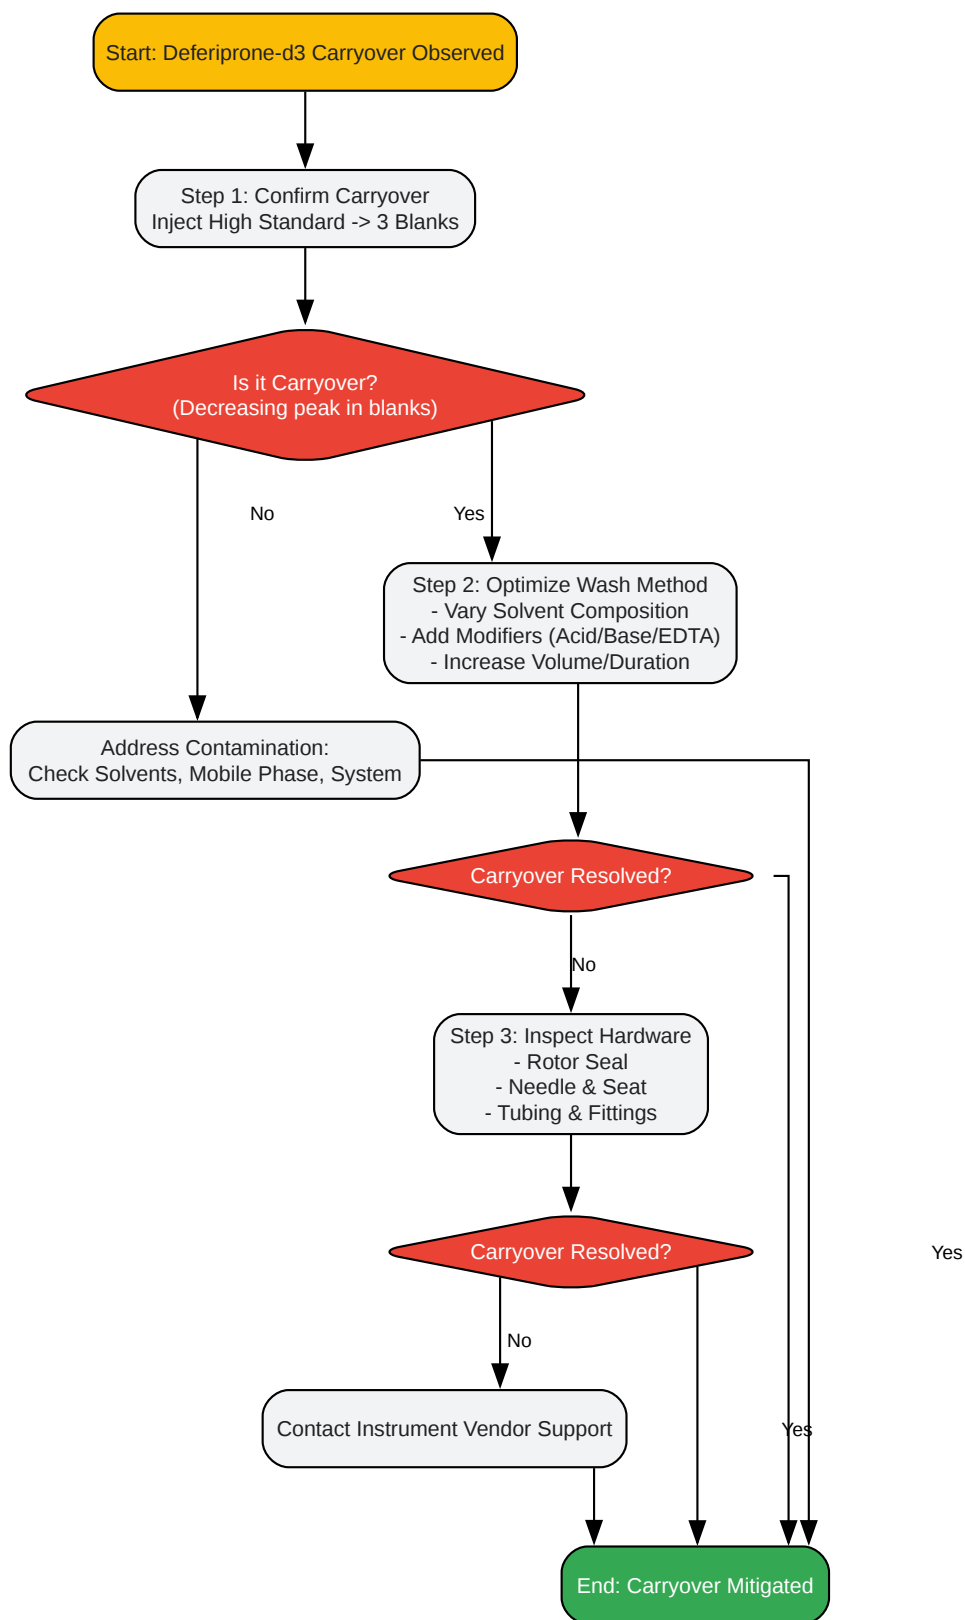 Start: Deferiprone-d3 Carryover Observed
Step 1: Confirm Carryover
Inject High Standard -> 3 Blanks
Is it Carryover?
(Decreasing peak in blanks)
No
Yes
Step 2: Optimize Wash Method
- Vary Solvent Composition
- Add Modifiers (Acid/Base/EDTA)
- Increase Volume/Duration
Address Contamination:
Check Solvents, Mobile Phase, System
Carryover Resolved?
No
Step 3: Inspect Hardware
- Rotor Seal
- Needle & Seat
- Tubing & Fittings
Carryover Resolved?
Yes
No
Contact Instrument Vendor Support
Yes
End: Carryover Mitigated